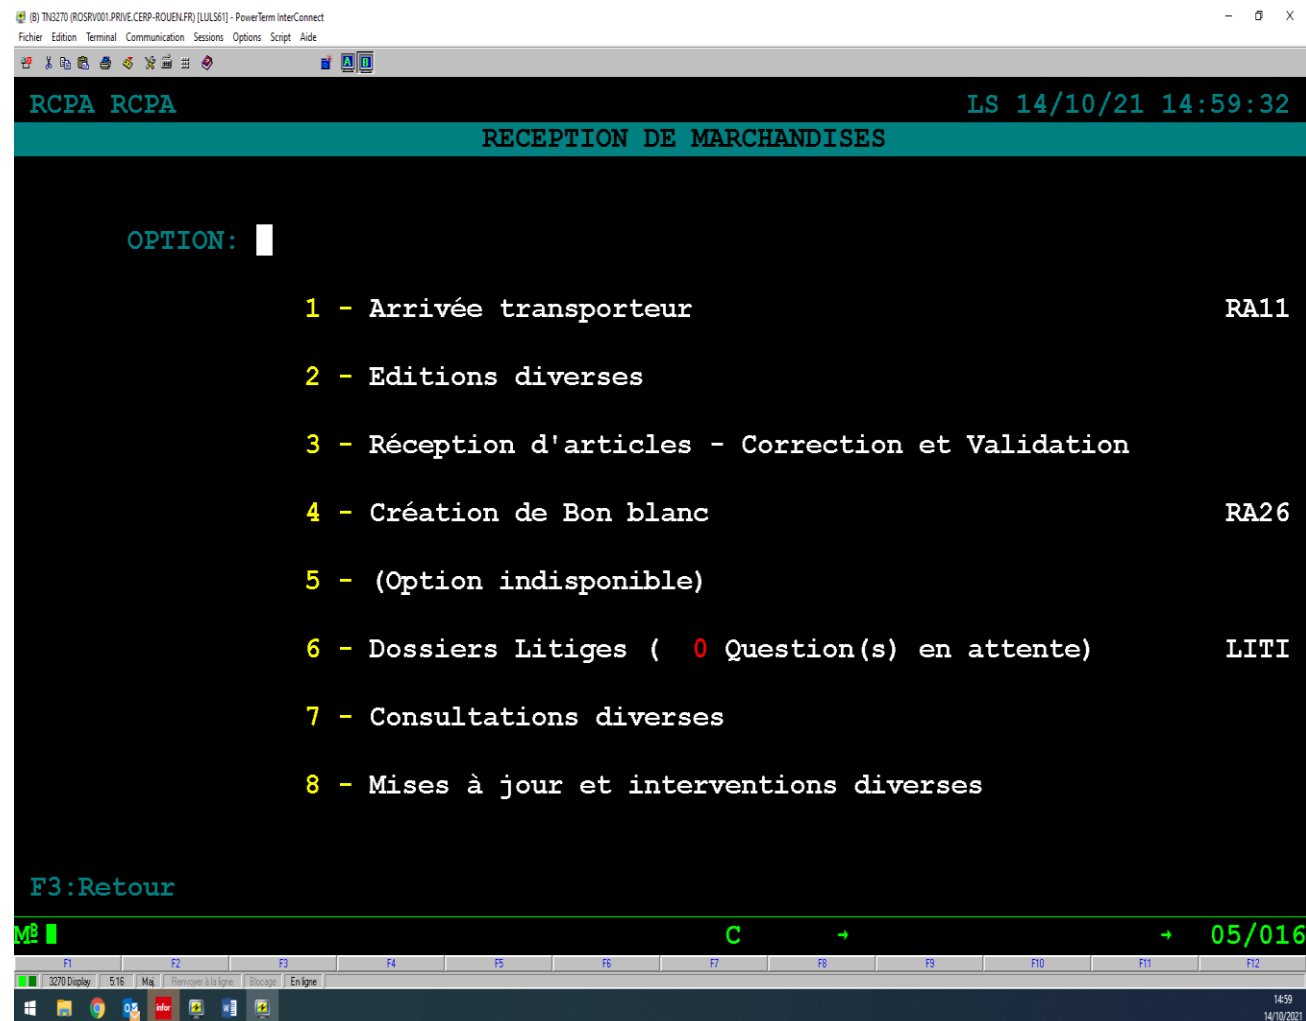 (B) TN3270 (ROSRV001.PRIVE.CERP-ROUEN.FR) [LULS61] - PowerTerm InterConnect
Fichier Edition Terminal Communication Sessions Options Script Aide
A B
RCPA RCPA LS 14/10/21 14:59:32
RECEPTION DE MARCHANDISES
OPTION:
1 - Arrivée transporteur RA11
2 - Editions diverses
3 - Réception d'articles - Correction et Validation
4 - Création de Bon blanc RA26
5 - (Option indisponible)
6 - Dossiers Litiges ( 0 Question(s) en attente) LITI
7 - Consultations diverses
8 - Mises à jour et interventions diverses
F3:Retour
MB C → → 05/016
F1 F2 F3 F4 F5 F6 F7 F8 F9 F10 F11 F12
3270 Display 5:16 Maj. Renvoyer à la ligne Blocage En ligne
infor 14:59
14/10/2021